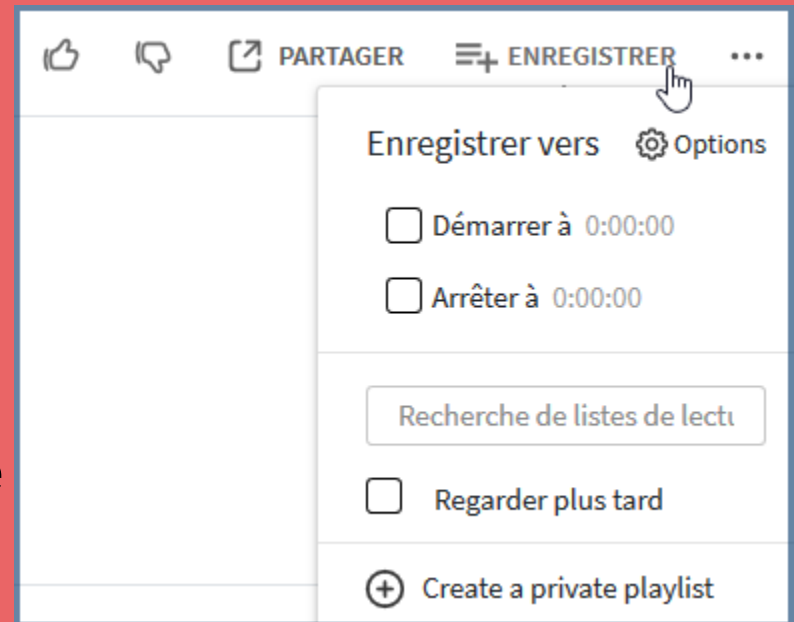 PARTAGER ENREGISTRER
Enregistrer vers Options
Démarrer à 0:00:00
Arrêter à 0:00:00
Recherche de listes de lectu
Regarder plus tard
Create a private playlist